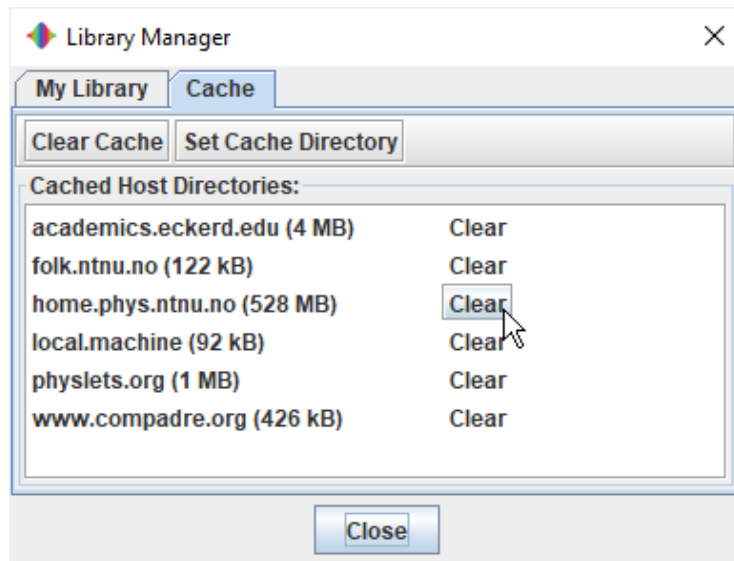 Library Manager
My Library Cache
Clear Cache Set Cache Directory
Cached Host Directories:
academics.eckerd.edu (4 MB) Clear
folk.ntnu.no (122 kB) Clear
home.phys.ntnu.no (528 MB) Clear
local.machine (92 kB) Clear
physlets.org (1 MB) Clear
www.compadre.org (426 kB) Clear
Close